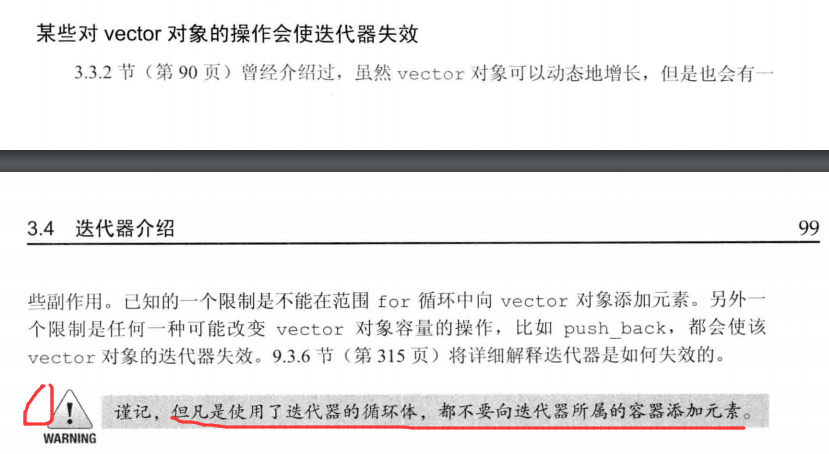 某些对 vector 对象的操作会使迭代器失效
3.3.2 节（第 90 页）曾经介绍过，虽然 vector 对象可以动态地增长，但是也会有一
3.4 迭代器介绍 99
些副作用。已知的一个限制是不能在范围 for 循环中向 vector 对象添加元素。另外一
个限制是任何一种可能改变 vector 对象容量的操作，比如 push_back，都会使该
vector 对象的迭代器失效。9.3.6 节（第 315 页）将详细解释迭代器是如何失效的。
谨记，但凡是使用了迭代器的循环体，都不要向迭代器所属的容器添加元素。
WARNING